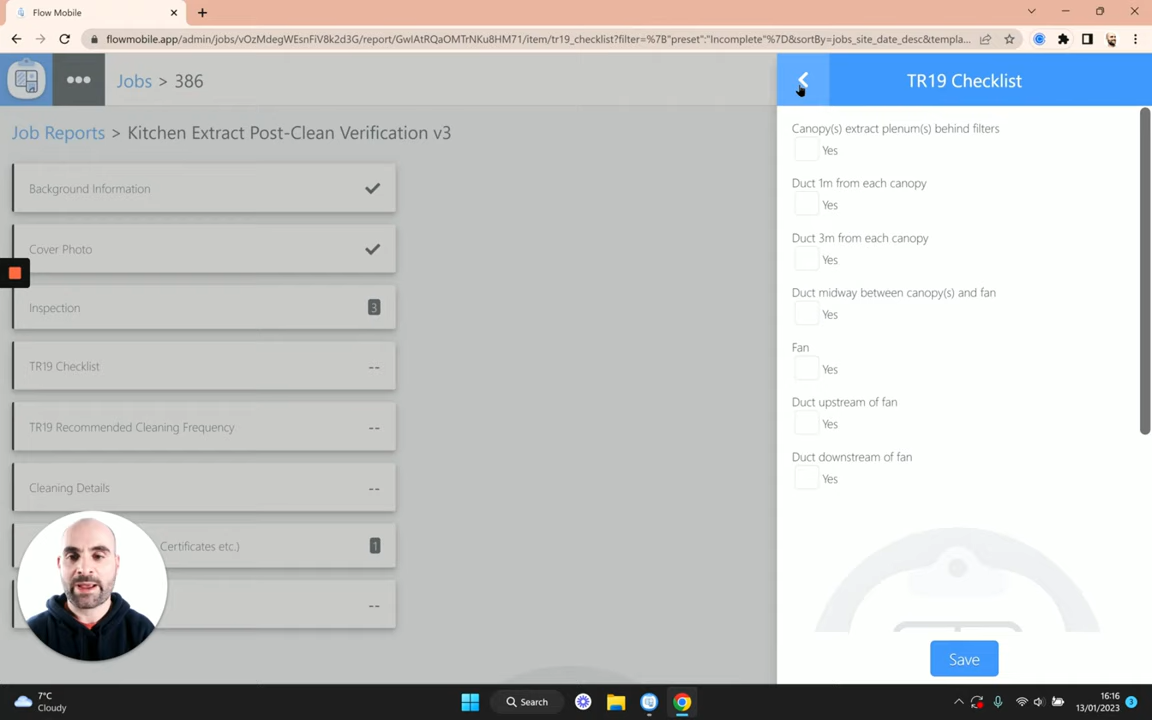 Flow Mobile
flowmobile.app/admin/jobs/vOzMdegWEsnFiV8k2d3G/report/GwIAtRQaOMTrNKu8HM71/item/tr19_checklist?filter=%7B"preset":"Incomplete"%7D&sortBy=jobs_site_date_desc&templa...
Jobs > 386
TR19 Checklist
Job Reports > Kitchen Extract Post-Clean Verification v3
Background Information
Cover Photo
Inspection 3
TR19 Checklist --
TR19 Recommended Cleaning Frequency --
Cleaning Details --
Certificates etc.) 1
--
Canopy(s) extract plenum(s) behind filters
Yes
Duct 1m from each canopy
Yes
Duct 3m from each canopy
Yes
Duct midway between canopy(s) and fan
Yes
Fan
Yes
Duct upstream of fan
Yes
Duct downstream of fan
Yes
Save
7°C
Cloudy
Search
16:16
13/01/2023
3